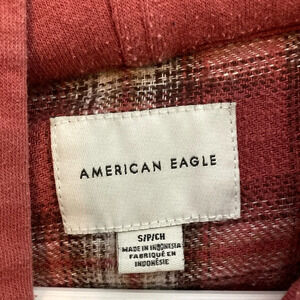 AMERICAN EAGLE
S/P/CH
MADE IN INDONESIA
FABRIQUÉ EN
INDONÉSIE